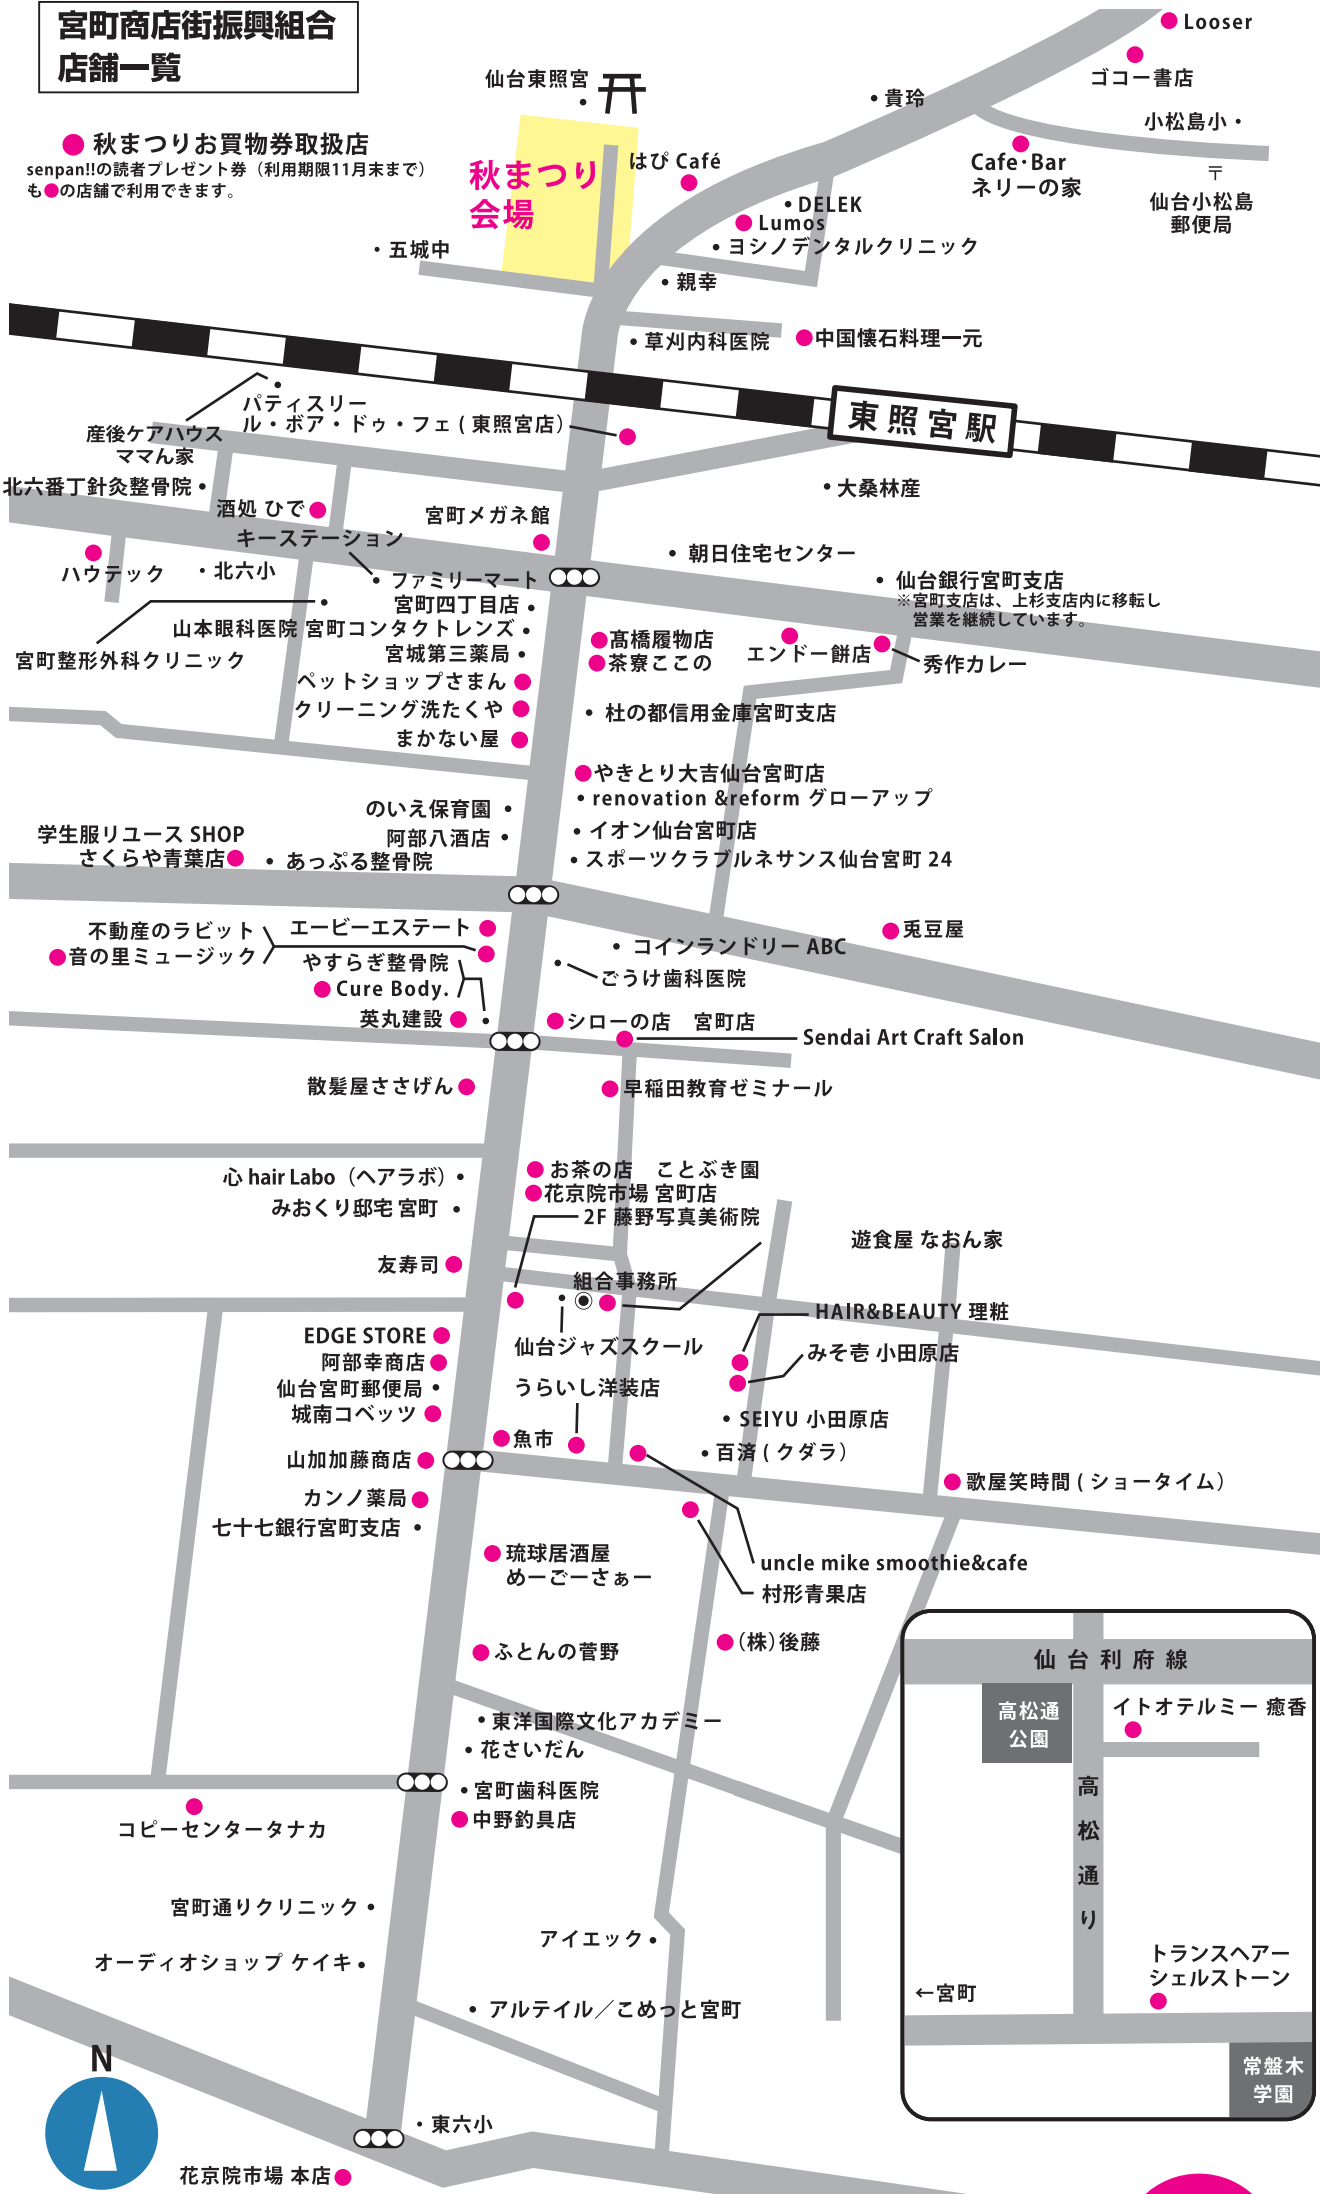 宮町商店街振興組合
店舗一覧
秋まつりお買物券取扱店
senpan!!の読者プレゼント券（利用期限11月末まで）
も●の店舗で利用できます。
Looser
ゴコー書店
仙台東照宮
貴玲
小松島小
はぴ Café
Cafe･Bar
ネリーの家
秋まつり
会場
〒
仙台小松島
郵便局
DELEK
Lumos
五城中
ヨシノデンタルクリニック
親幸
草刈内科医院
中国懐石料理一元
東照宮駅
パティスリー
ル・ボア・ドゥ・フェ ( 東照宮店）
産後ケアハウス
ママん家
北六番丁針灸整骨院
大桑林産
酒処 ひで
宮町メガネ館
キーステーション
朝日住宅センター
ハウテック
北六小
ファミリーマート
宮町四丁目店
仙台銀行宮町支店
※宮町支店は、上杉支店内に移転し
営業を継続しています。
山本眼科医院 宮町コンタクトレンズ
髙橋履物店
宮町整形外科クリニック
宮城第三薬局
茶寮ここの
エンドー餅店
秀作カレー
ペットショップさまん
クリーニング洗たくや
杜の都信用金庫宮町支店
まかない屋
やきとり大吉仙台宮町店
renovation &reform グローアップ
のいえ保育園
学生服リユース SHOP
さくらや青葉店
阿部八酒店
イオン仙台宮町店
あっぷる整骨院
スポーツクラブルネサンス仙台宮町 24
不動産のラビット
エービーエステート
兎豆屋
音の里ミュージック
コインランドリー ABC
やすらぎ整骨院
ごうけ歯科医院
Cure Body.
英丸建設
シローの店　宮町店
Sendai Art Craft Salon
散髪屋ささげん
早稲田教育ゼミナール
心 hair Labo（ヘアラボ）
お茶の店　ことぶき園
花京院市場 宮町店
みおくり邸宅 宮町
2F 藤野写真美術院
遊食屋 なおん家
友寿司
組合事務所
HAIR&BEAUTY 理粧
EDGE STORE
仙台ジャズスクール
みそ壱 小田原店
阿部幸商店
仙台宮町郵便局
うらいし洋装店
城南コベッツ
SEIYU 小田原店
魚市
百済 ( クダラ）
山加加藤商店
歌屋笑時間 ( ショータイム）
カンノ薬局
七十七銀行宮町支店
琉球居酒屋
めーごーさぁー
uncle mike smoothie&cafe
村形青果店
(株)後藤
ふとんの菅野
仙台利府線
東洋国際文化アカデミー
高松通
公園
イトオテルミー 癒香
花さいだん
宮町歯科医院
中野釣具店
コピーセンタータナカ
高松通り
宮町通りクリニック
アイエック
オーディオショップ ケイキ
トランスヘアー
シェルストーン
←宮町
アルテイル／こめっと宮町
N
常盤木
学園
東六小
花京院市場 本店